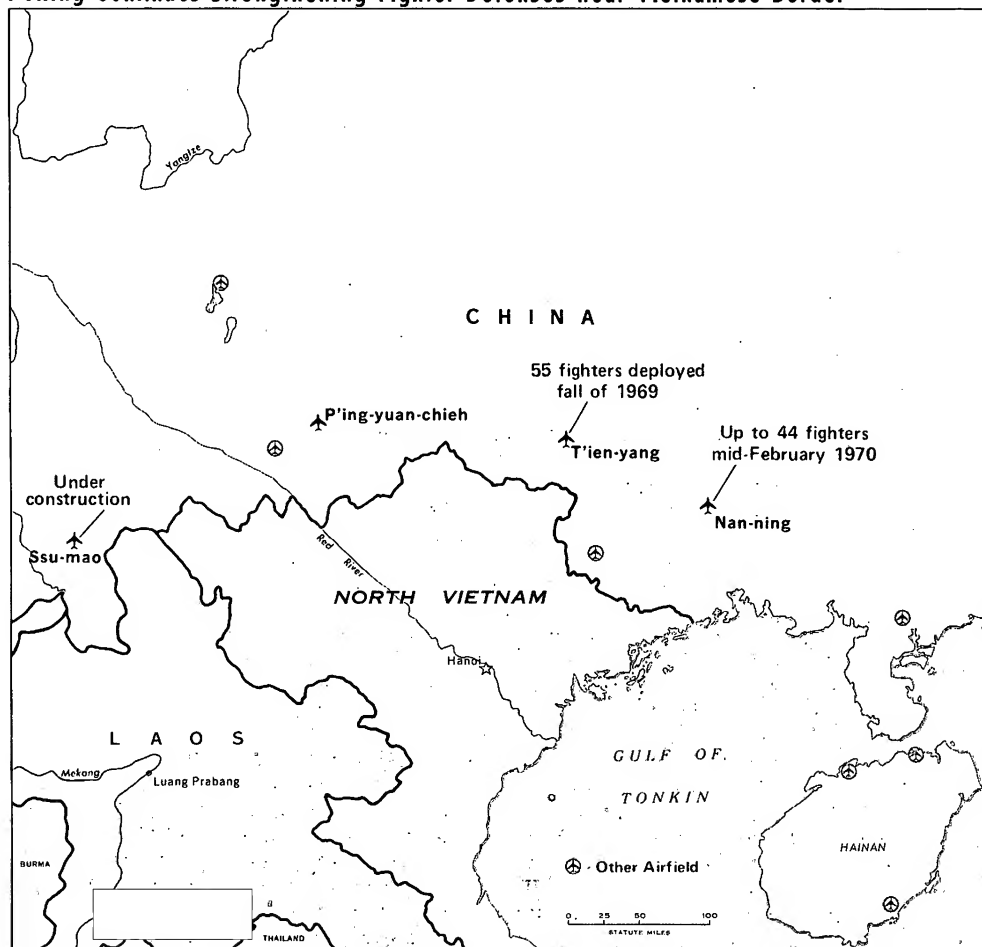 Peking Continues Strengthening Fighter Defenses Near Vietnamese Border
Yangtze
CHINA
55 fighters deployed
fall of 1969
P'ing-yuan-chieh
T'ien-yang
Up to 44 fighters
mid-February 1970
Nan-ning
Under
construction
Ssu-mao
Red
River
NORTH VIETNAM
Hanoi
LAOS
Mekong
Luang Prabang
GULF OF
TONKIN
HAINAN
BURMA
Other Airfield
0 25 50 100
STATUTE MILES
THAILAND